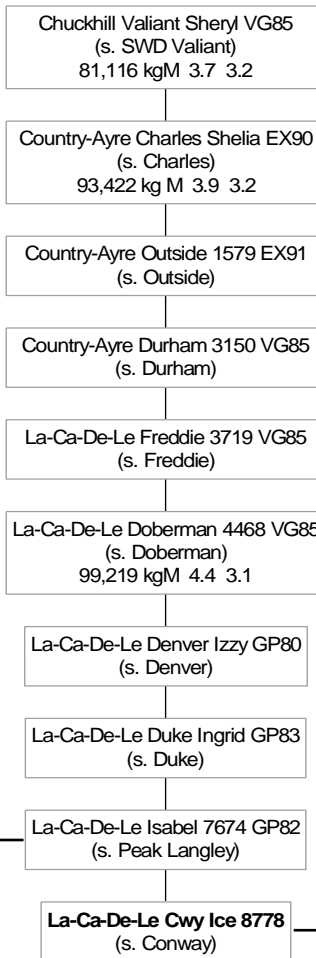 Chuckhill Valiant Sheryl VG85
(s. SWD Valiant)
81,116 kgM 3.7 3.2
Country-Ayre Charles Shelia EX90
(s. Charles)
93,422 kg M 3.9 3.2
Country-Ayre Outside 1579 EX91
(s. Outside)
Country-Ayre Durham 3150 VG85
(s. Durham)
La-Ca-De-Le Freddie 3719 VG85
(s. Freddie)
La-Ca-De-Le Doberman 4468 VG85
(s. Doberman)
99,219 kgM 4.4 3.1
La-Ca-De-Le Denver Izzy GP80
(s. Denver)
La-Ca-De-Le Duke Ingrid GP83
(s. Duke)
La-Ca-De-Le Isabel 7674 GP82
(s. Peak Langley)
La-Ca-De-Le Cwy Ice 8778
(s. Conway)